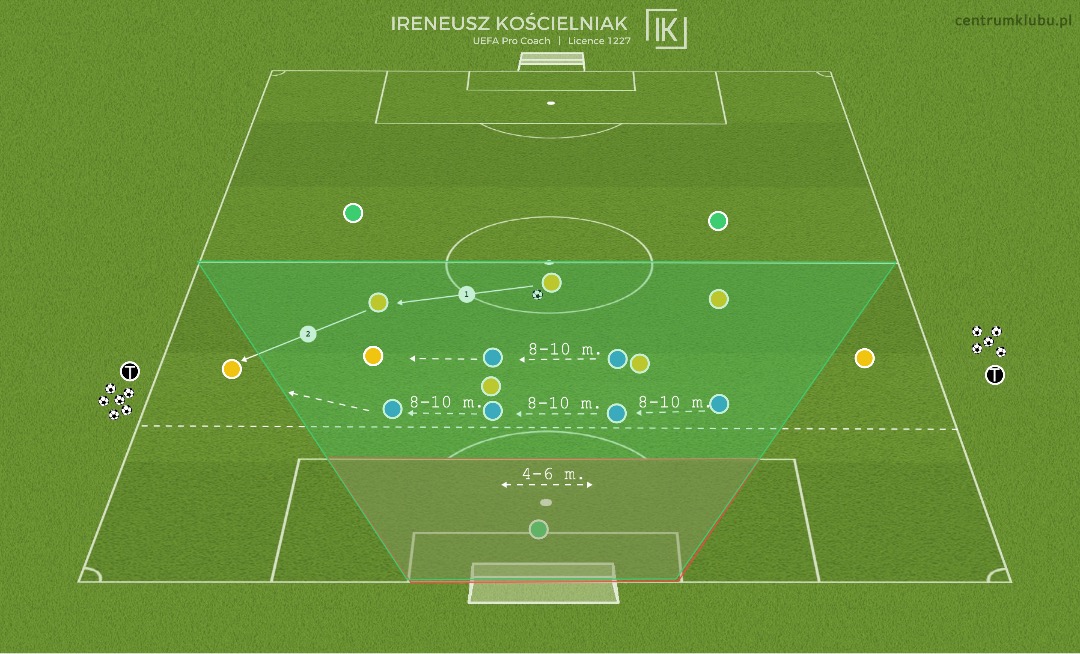 IRENEUSZ KOŚCIELNIAK
UEFA Pro Coach | Licence 1227
IK
centrumklubu.pl
1
2
8-10 m.
8-10 m.
8-10 m.
8-10 m.
T
T
4-6 m.